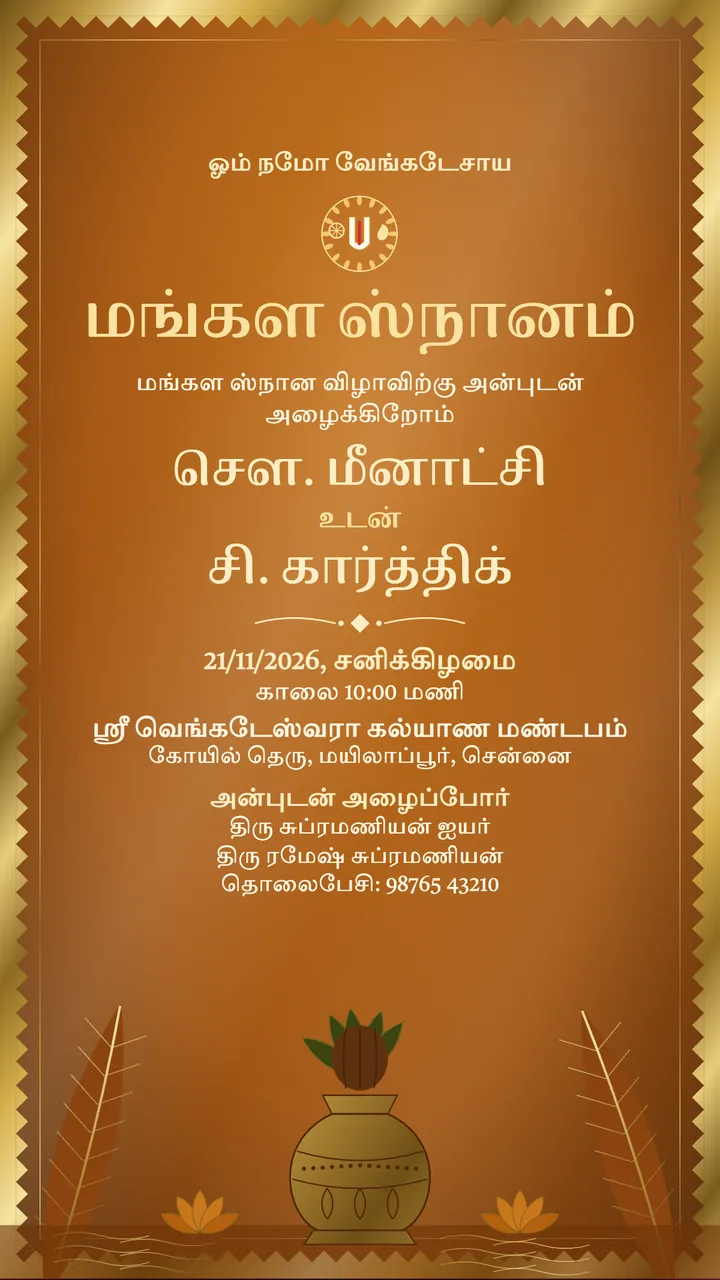 ஓம் நமோ வேங்கடேசாய
மங்கள ஸ்நானம்
மங்கள ஸ்நான விழாவிற்கு அன்புடன்
அழைக்கிறோம்
சௌ. மீனாட்சி
உடன்
சி. கார்த்திக்
21/11/2026, சனிக்கிழமை
காலை 10:00 மணி
ஸ்ரீ வெங்கடேஸ்வரா கல்யாண மண்டபம்
கோயில் தெரு, மயிலாப்பூர், சென்னை
அன்புடன் அழைப்போர்
திரு சுப்ரமணியன் ஐயர்
திரு ரமேஷ் சுப்ரமணியன்
தொலைபேசி: 98765 43210